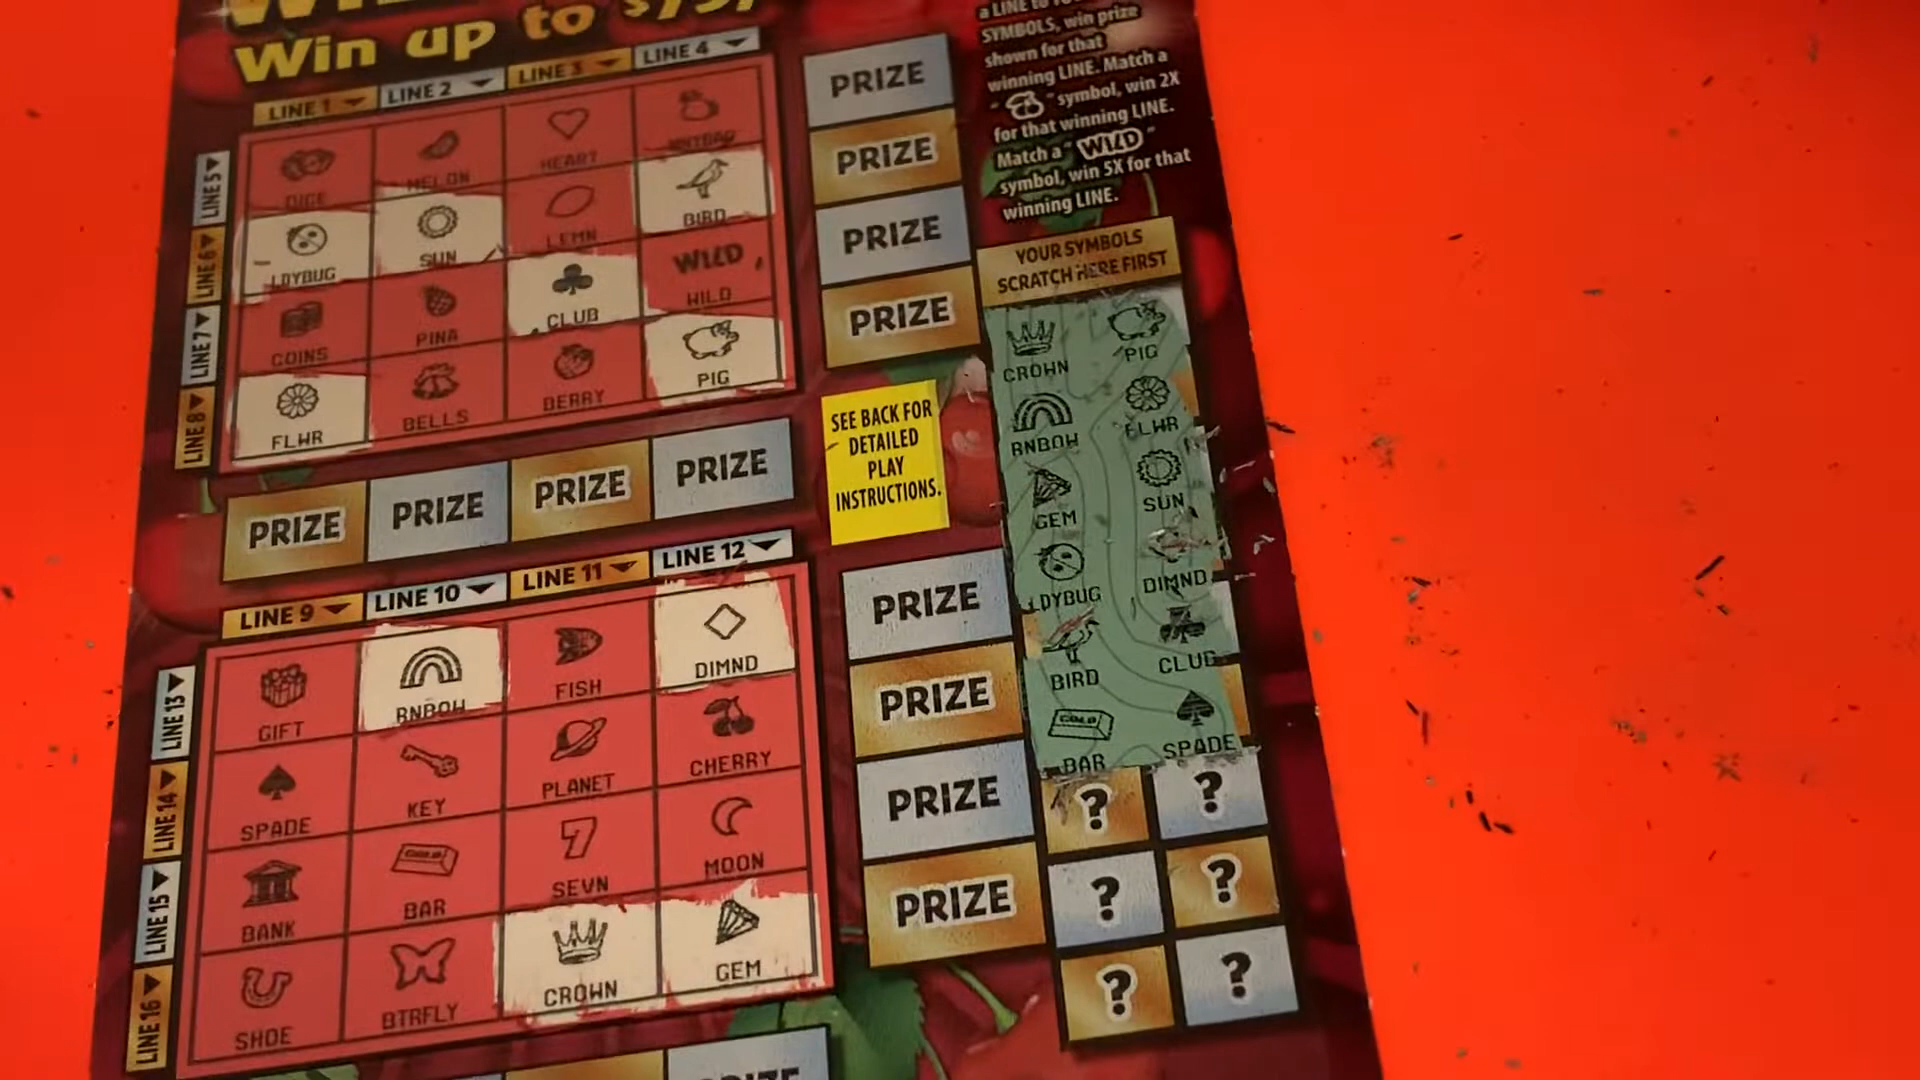 Win up to
LINE 1 LINE 2 LINE 3 LINE 4
LINE 5
LINE 6
LINE 7
LINE 8
DICE MELON HEART
LDYBUG SUN LEMN BIRD
COINS PINA CLUB WILD WILD
FLWR BELLS BERRY PIG
PRIZE
PRIZE
PRIZE
PRIZE
PRIZE PRIZE PRIZE PRIZE
SEE BACK FOR
DETAILED
PLAY
INSTRUCTIONS.
a LINE to
SYMBOLS, win prize
shown for that
winning LINE. Match a
" " symbol, win 2X
for that winning LINE.
Match a "WILD"
symbol, win 5X for that
winning LINE.
YOUR SYMBOLS
SCRATCH HERE FIRST
CROWN PIG
RNBOW FLWR
GEM SUN
LDYBUG DIMND
BIRD CLUB
GOLD
BAR SPADE
? ?
? ?
? ?
LINE 9 LINE 10 LINE 11 LINE 12
LINE 13
LINE 14
LINE 15
LINE 16
GIFT RNBOW FISH DIMND
SPADE KEY PLANET CHERRY
GOLD 7
BANK BAR SEVN MOON
SHOE BTRFLY CROWN GEM
PRIZE
PRIZE
PRIZE
PRIZE
PRIZE